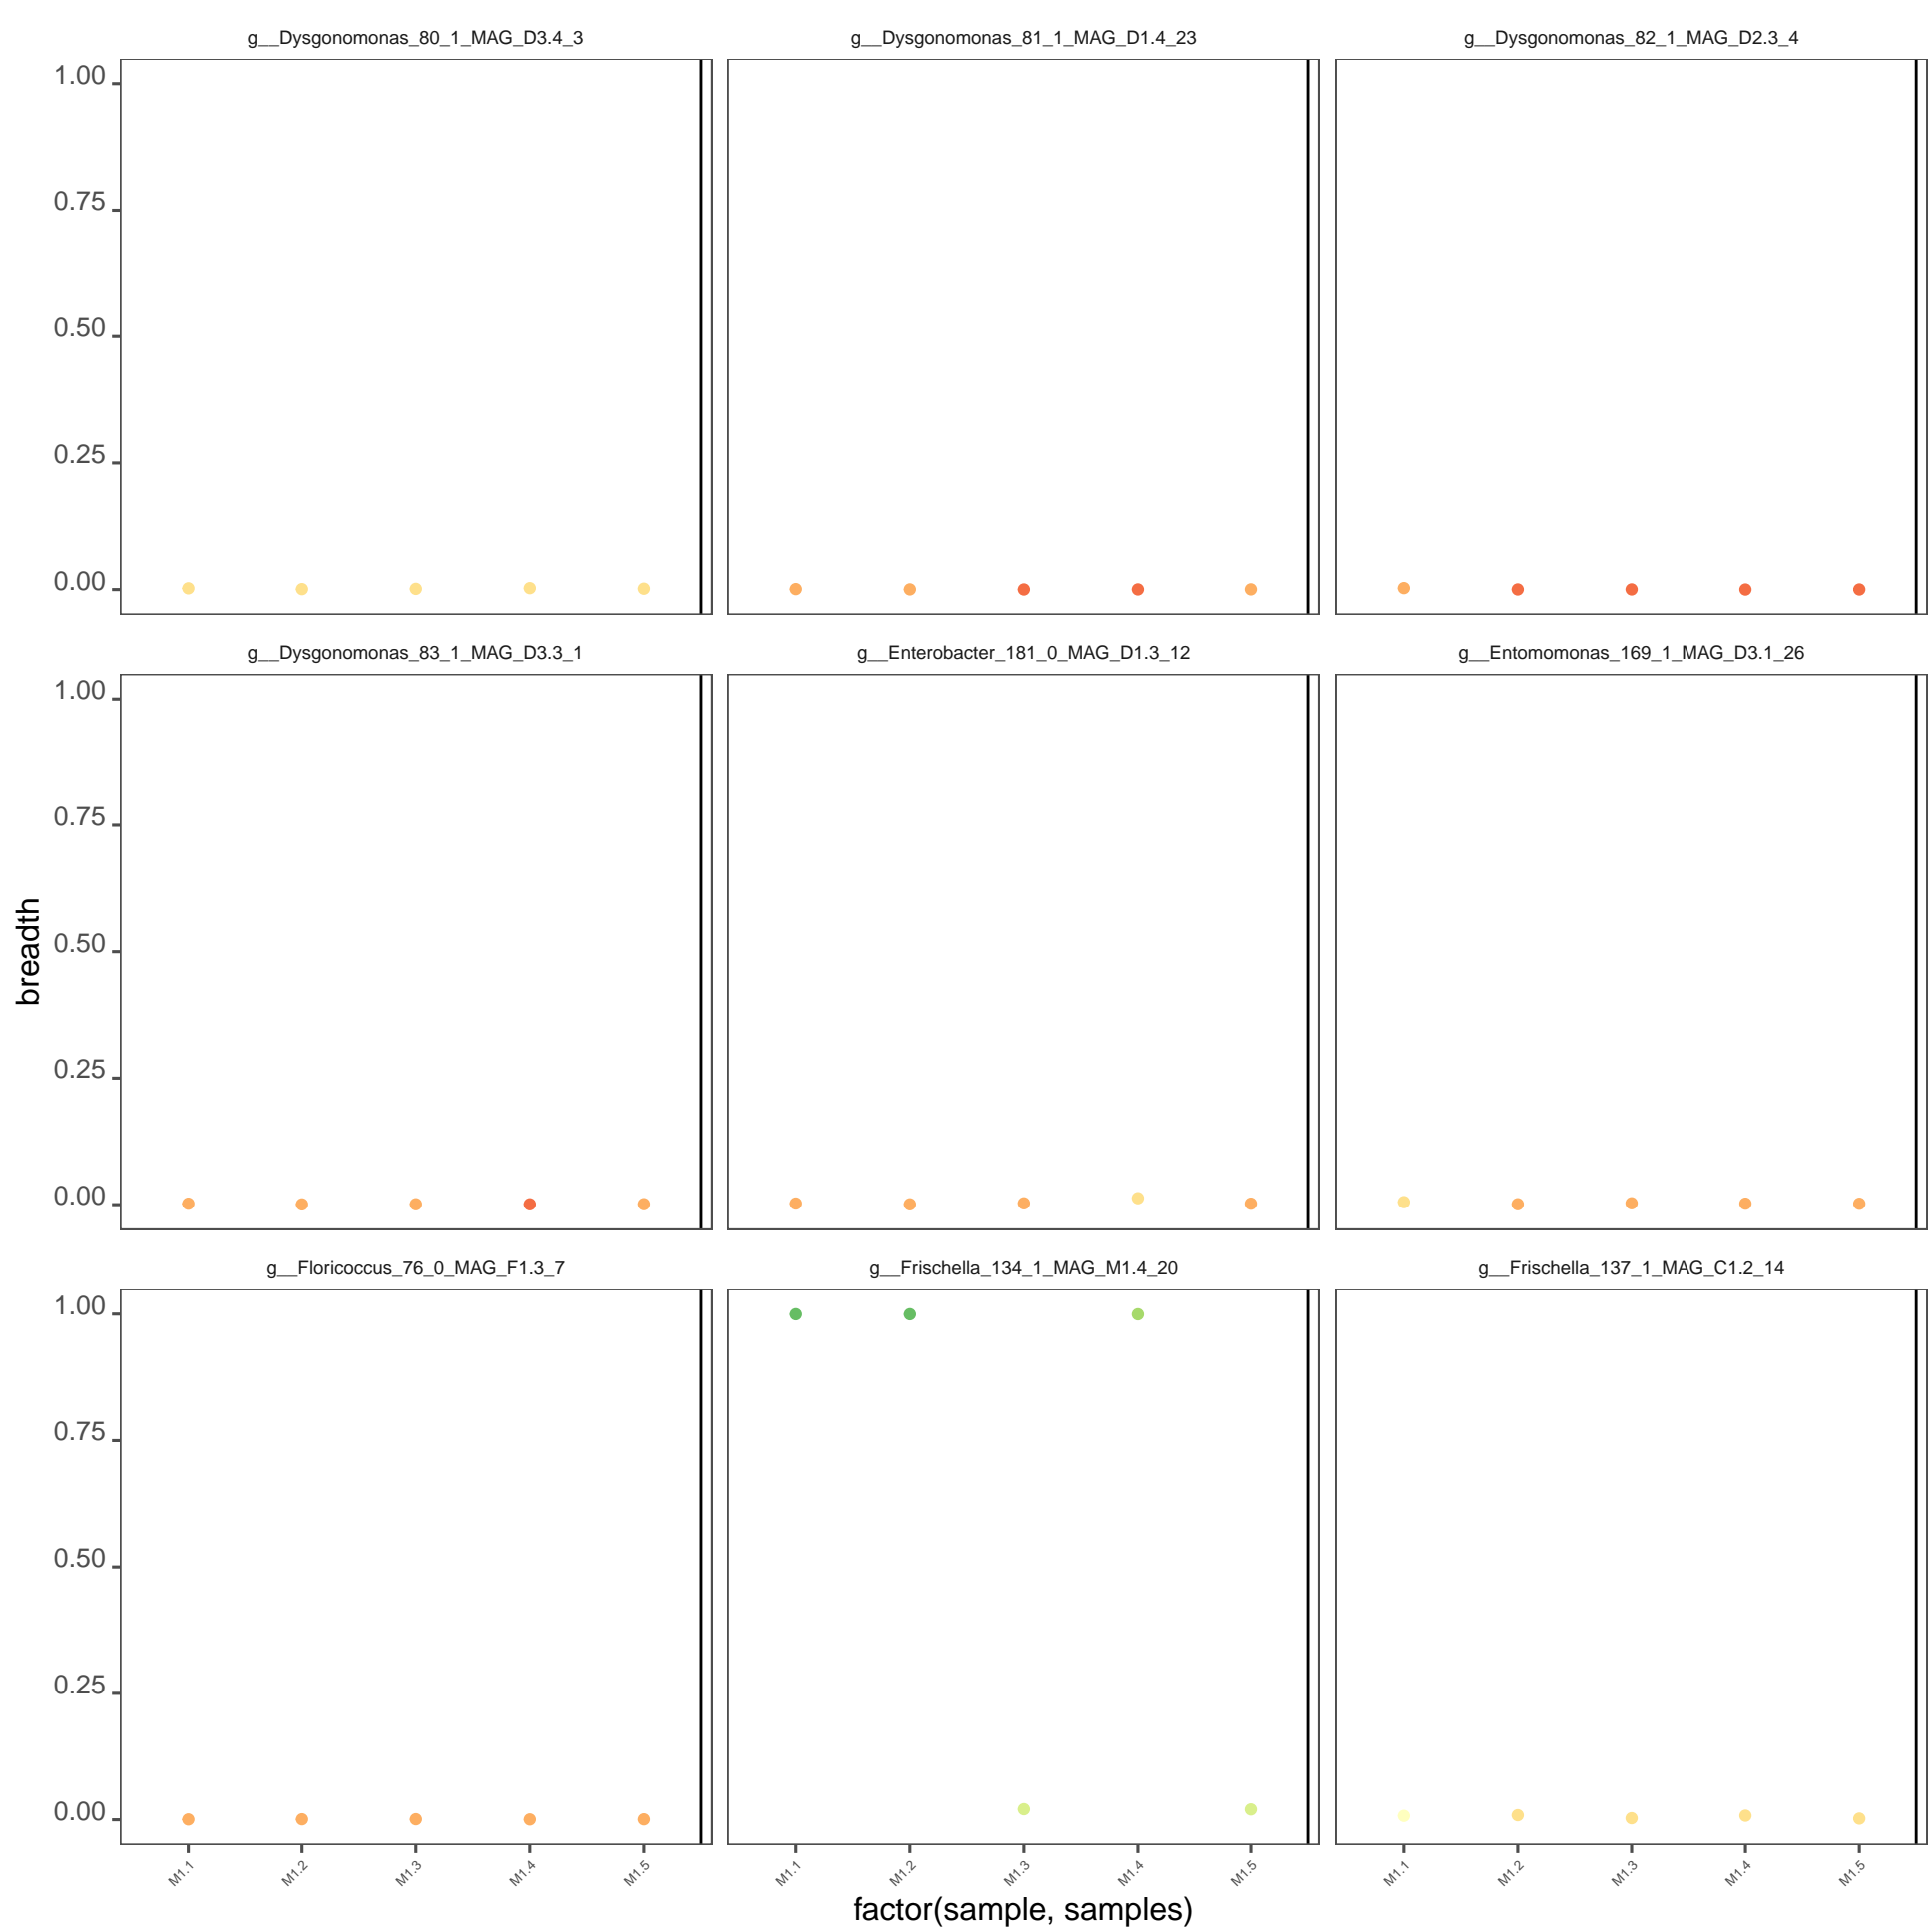 g__Dysgonomonas_80_1_MAG_D3.4_3 g__Dysgonomonas_81_1_MAG_D1.4_23 g__Dysgonomonas_82_1_MAG_D2.3_4
1.00
0.75
0.50
0.25
0.00
g__Dysgonomonas_83_1_MAG_D3.3_1 g__Enterobacter_181_0_MAG_D1.3_12 g__Entomomonas_169_1_MAG_D3.1_26
1.00
0.75
breadth
0.50
0.25
0.00
g__Floricoccus_76_0_MAG_F1.3_7 g__Frischella_134_1_MAG_M1.4_20 g__Frischella_137_1_MAG_C1.2_14
1.00
0.75
0.50
0.25
0.00
M1.1 M1.2 M1.3 M1.4 M1.5 M1.1 M1.2 M1.3 M1.4 M1.5 M1.1 M1.2 M1.3 M1.4 M1.5
factor(sample, samples)